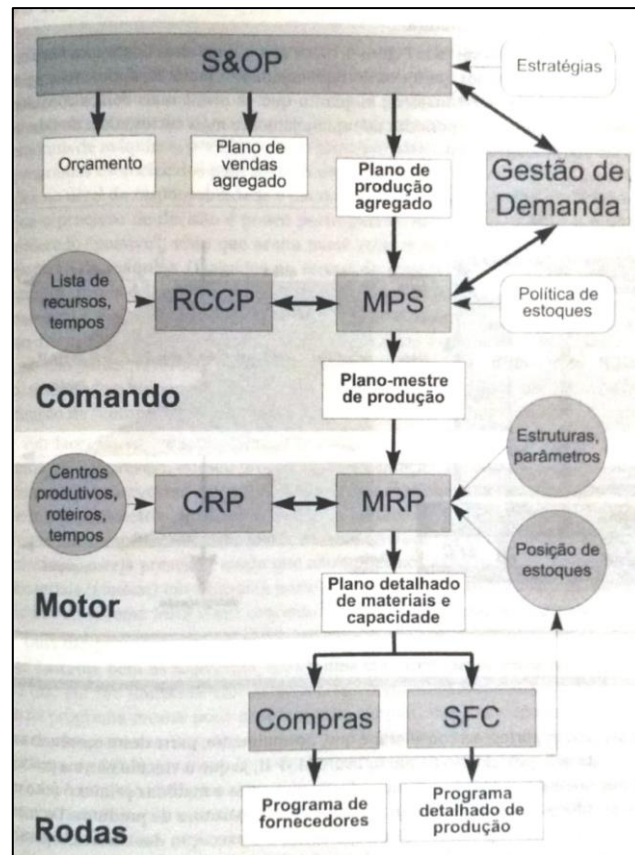 S&OP
Estratégias
Orçamento
Plano de
vendas agregado
Plano de
produção
agregado
Gestão de
Demanda
Lista de
recursos,
tempos
RCCP
MPS
Política de
estoques
Comando
Plano-mestre
de produção
Estruturas,
parâmetros
Centros
produtivos,
roteiros,
tempos
CRP
MRP
Posição de
estoques
Motor
Plano detalhado
de materiais e
capacidade
Compras
SFC
Programa de
fornecedores
Programa
detalhado de
produção
Rodas